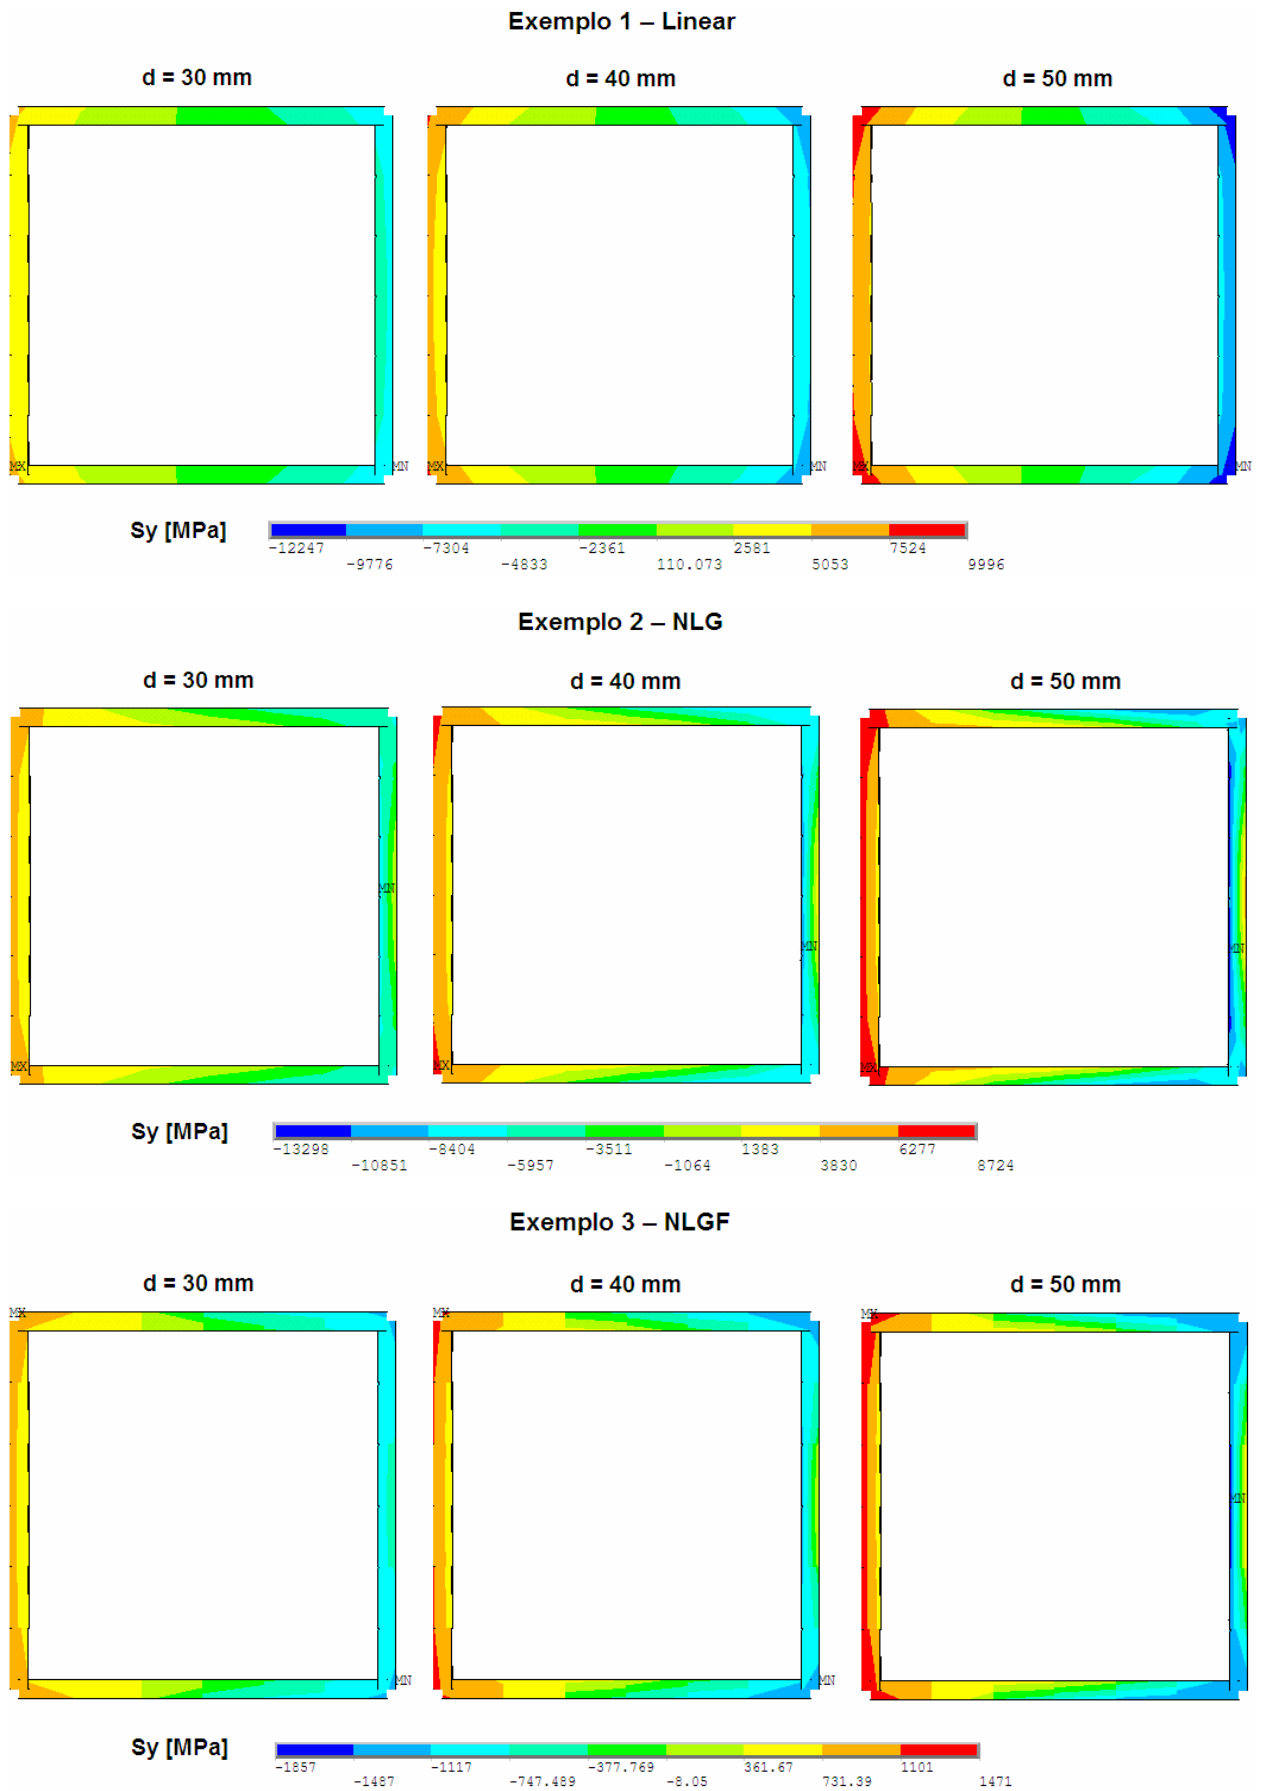 Exemplo 1 – Linear
d = 30 mm d = 40 mm d = 50 mm
MX MN MX MN MX MN
Sy [MPa]
-12247 -7304 -2361 2581 7524
-9776 -4833 110.073 5053 9996
Exemplo 2 – NLG
d = 30 mm d = 40 mm d = 50 mm
MN
MN MN
MX MX MX
Sy [MPa]
-13298 -8404 -3511 1383 6277
-10851 -5957 -1064 3830 8724
Exemplo 3 – NLGF
d = 30 mm d = 40 mm d = 50 mm
MX MX MX
MN
MN MN
Sy [MPa]
-1857 -1117 -377.769 361.67 1101
-1487 -747.489 -8.05 731.39 1471